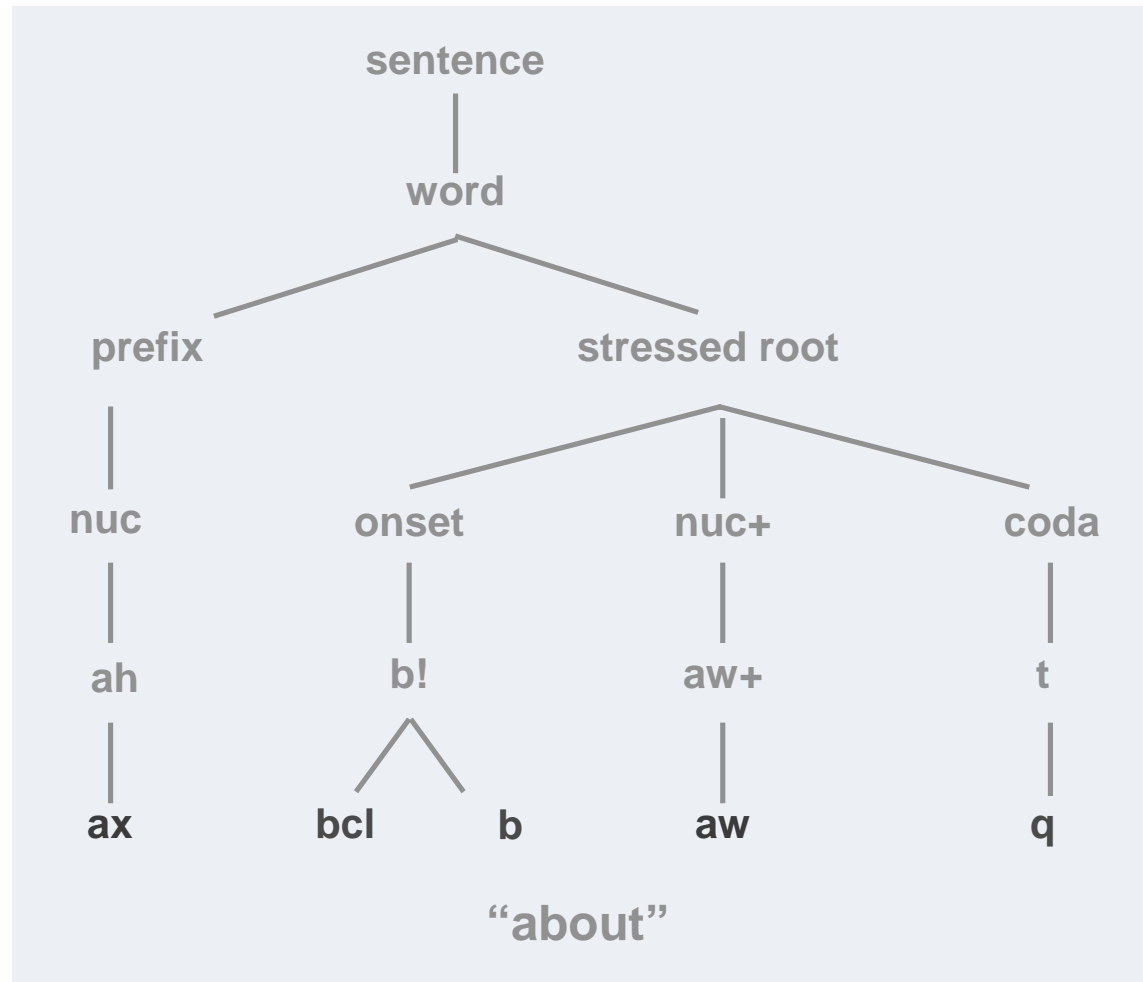 sentence
word
prefix stressed root
nuc onset nuc+ coda
ah b! aw+ t
ax bcl b aw q
“about”